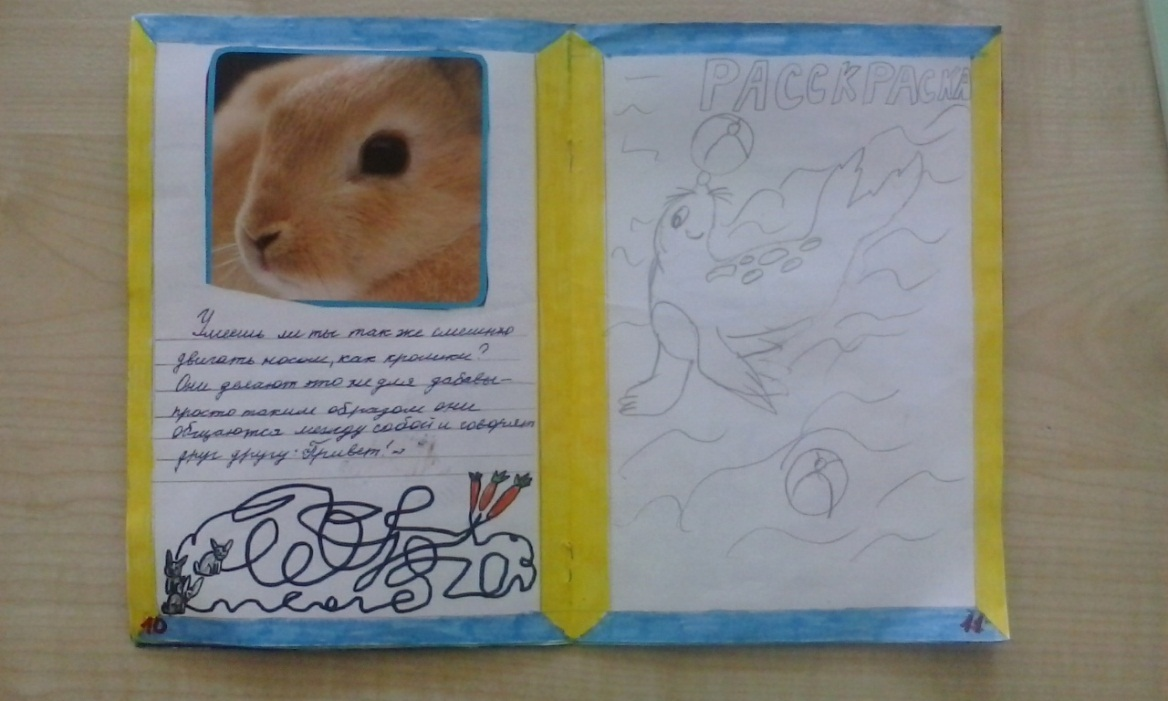 Умеешь ли ты так же смешно
двигать носом, как кролики?
Они делают это не для забавы-
просто таким образом они
общаются между собой и говорят
друг другу: "Привет!"
10
РАССКРАСКА
11